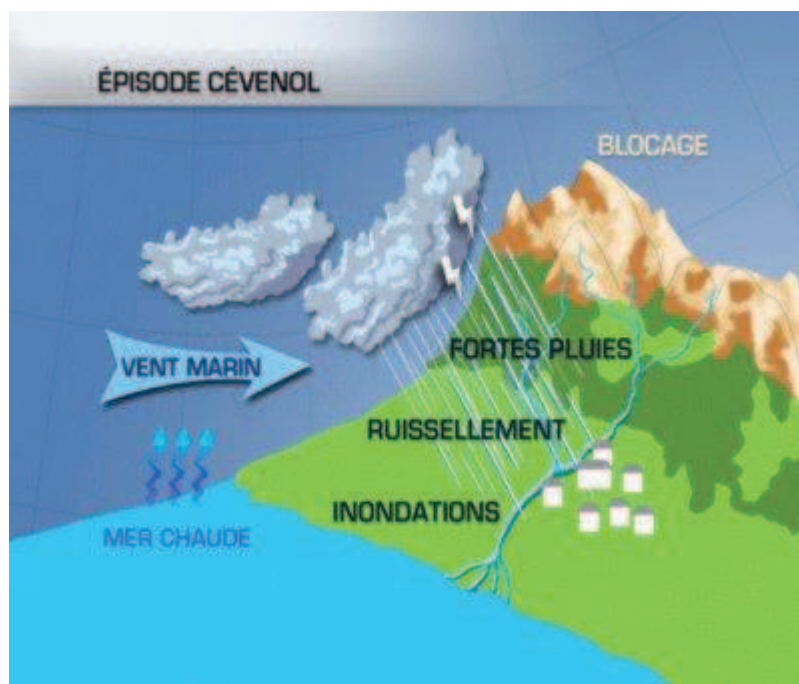 ÉPISODE CÉVENOL
BLOCAGE
FORTES PLUIES
VENT MARIN
RUISSELLEMENT
INONDATIONS
MER CHAUDE